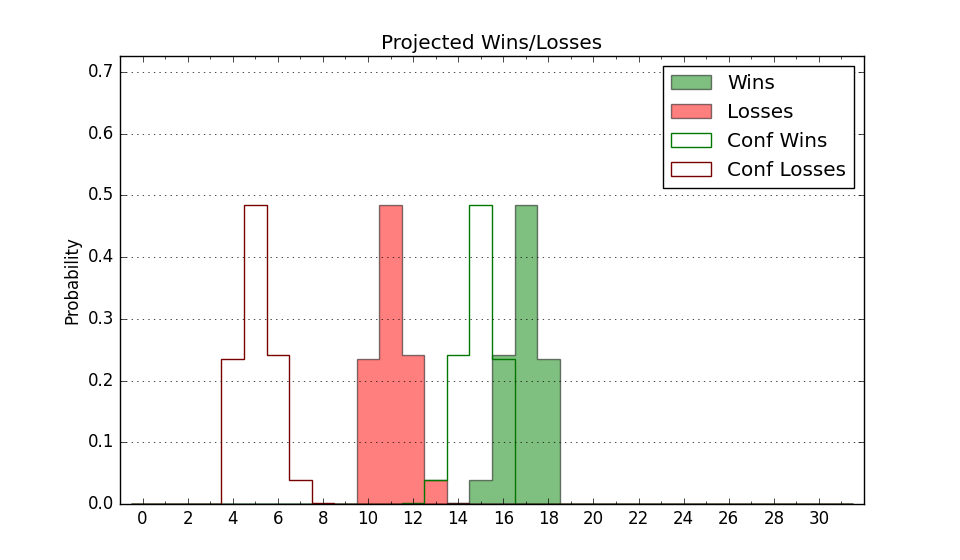 Projected Wins/Losses
0.7
0.6
0.5
0.4
0.3
0.2
0.1
0.0
Probability
Wins
Losses
Conf Wins
Conf Losses
0 2 4 6 8 10 12 14 16 18 20 22 24 26 28 30